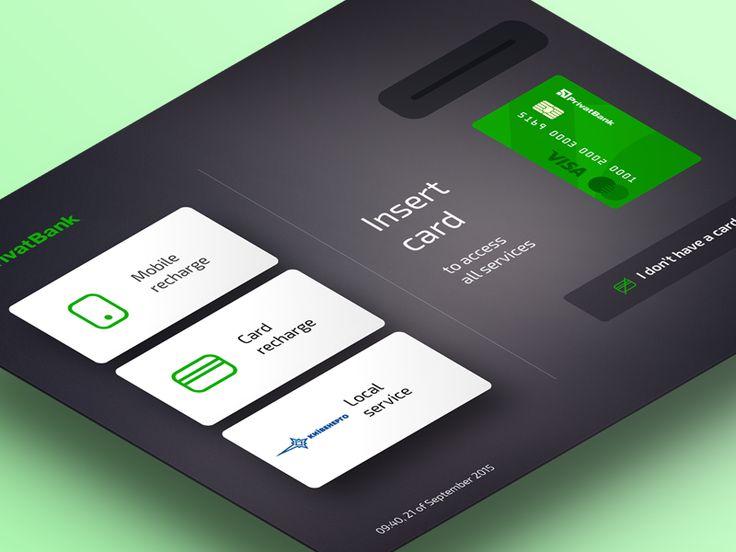 PrivatBank
Mobile
recharge
Card
recharge
КИЇВЕНЕРГО
Local
service
Insert
card
to access
all services
PrivatBank
5169 0003 0002 0001
VISA
I don't have a card
09:40, 21 of September 2015